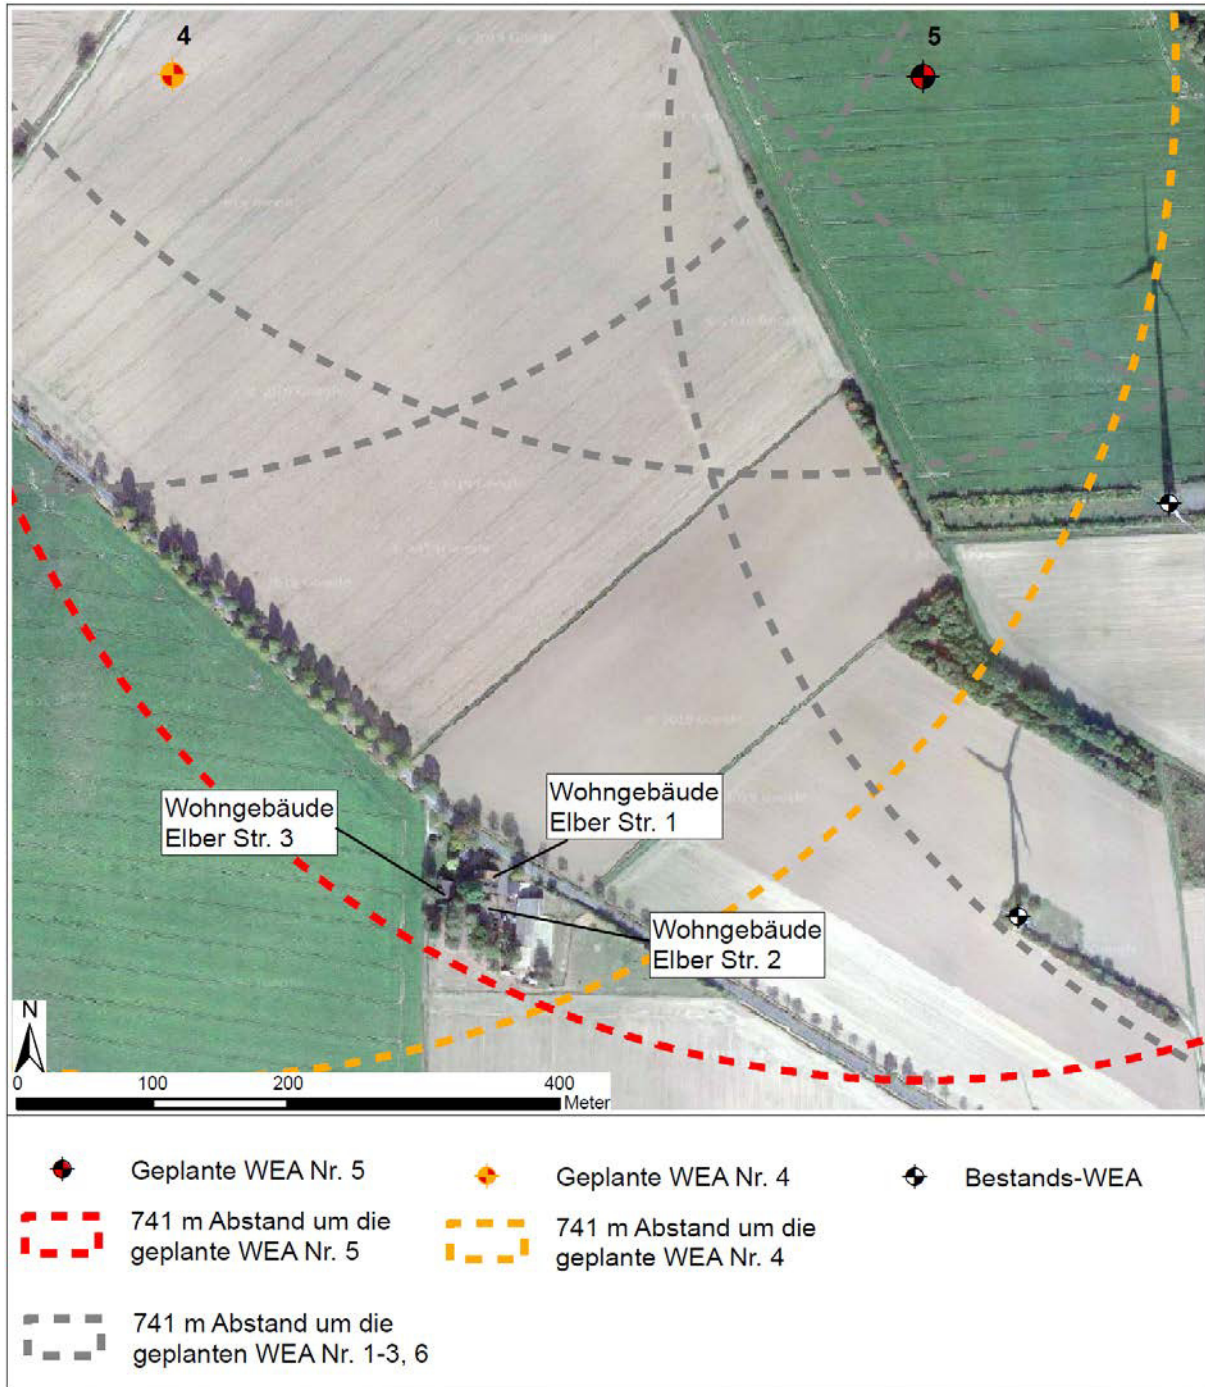 4
5
Wohngebäude
Elber Str. 3
Wohngebäude
Elber Str. 1
Wohngebäude
Elber Str. 2
N
0 100 200 400
Meter
Geplante WEA Nr. 5
Geplante WEA Nr. 4
Bestands-WEA
741 m Abstand um die
geplante WEA Nr. 5
741 m Abstand um die
geplante WEA Nr. 4
741 m Abstand um die
geplanten WEA Nr. 1-3, 6